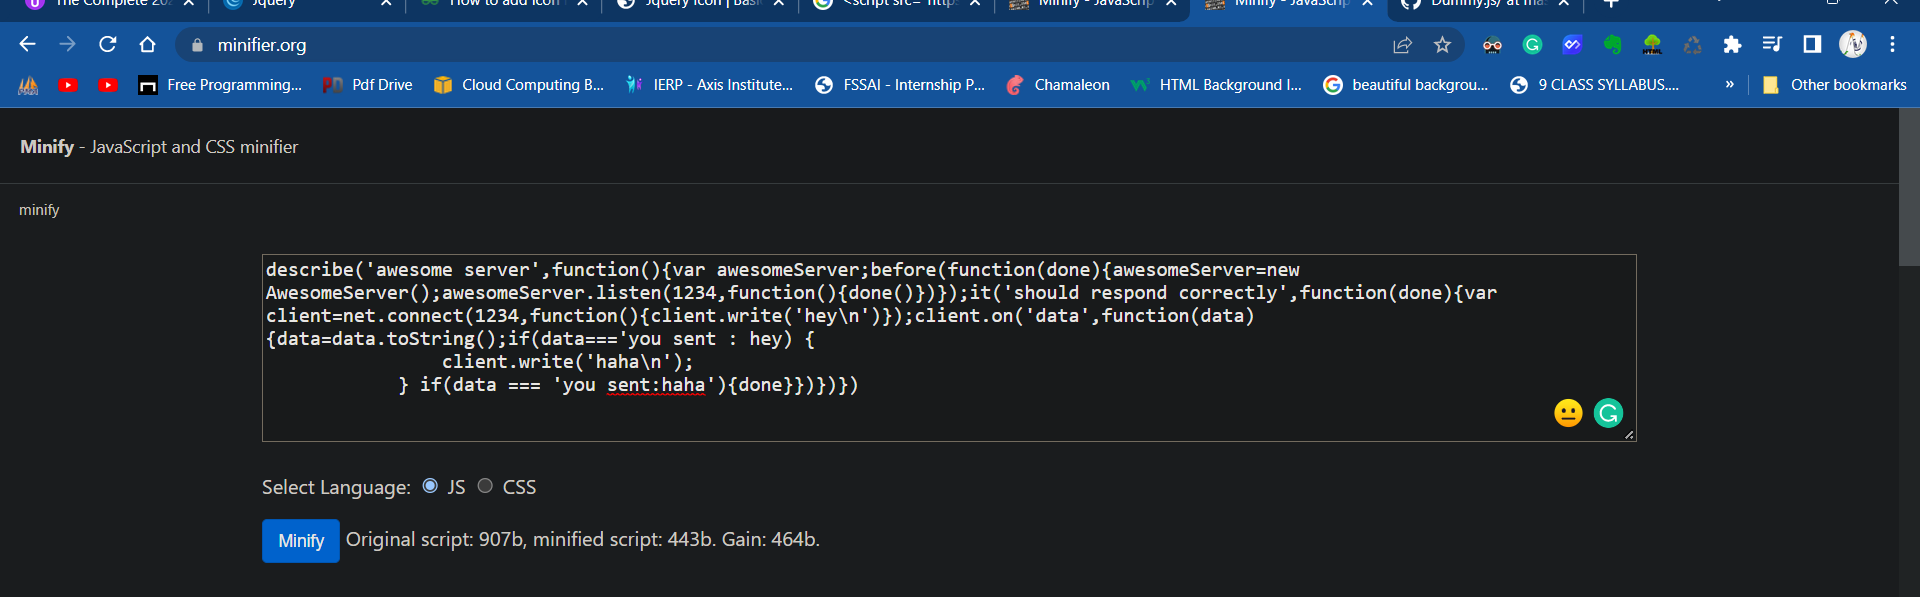 The Complete 20
Jquery
How to add icon
Jquery Icon | Basi
<script src="http
Minify - JavaScrip
Minify - JavaScrip
Dummy.js/ at ma
minifier.org
Free Programming...
Pdf Drive
Cloud Computing B...
IERP - Axis Institute...
FSSAI - Internship P...
Chamaleon
HTML Background I...
beautiful backgrou...
9 CLASS SYLLABUS....
»
Other bookmarks
Minify - JavaScript and CSS minifier
minify
describe('awesome server',function(){var awesomeServer;before(function(done){awesomeServer=new
AwesomeServer();awesomeServer.listen(1234,function(){done()})});it('should respond correctly',function(done){var
client=net.connect(1234,function(){client.write('hey\n')});client.on('data',function(data)
{data=data.toString();if(data==='you sent : hey) {
client.write('haha\n');
} if(data === 'you sent:haha'){done}})})})
Select Language: JS CSS
Minify Original script: 907b, minified script: 443b. Gain: 464b.